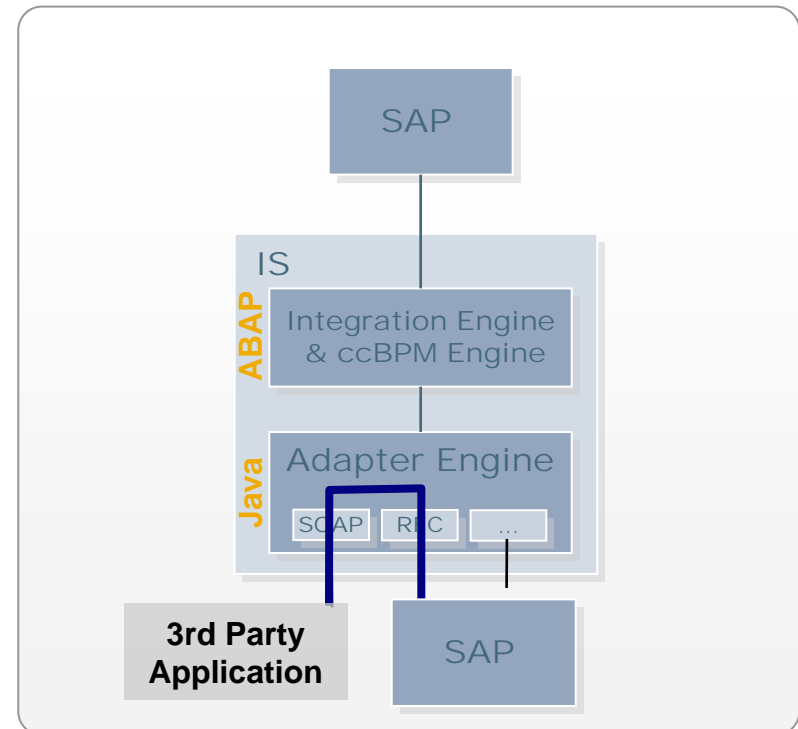 SAP
IS
ABAP
Integration Engine
& ccBPM Engine
Java
Adapter Engine
SOAP
RFC
...
3rd Party
Application
SAP